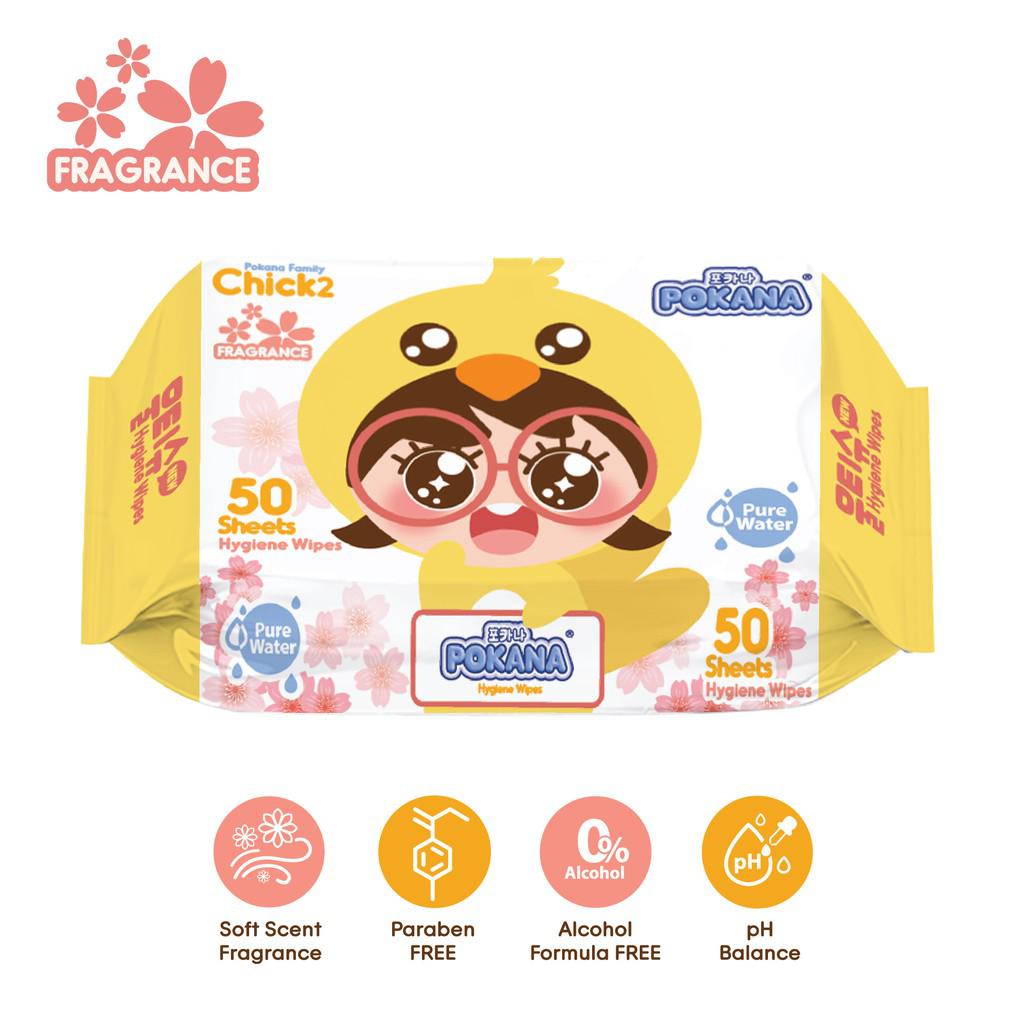 FRAGRANCE
Pokana Family
Chick2
FRAGRANCE
포카나
POKANA®
NEW
Hygiene Wipes
NEW
Hygiene Wipes
50
Sheets
Hygiene Wipes
Pure
Water
Pure
Water
포카나
POKANA®
Hygiene Wipes
50
Sheets
Hygiene Wipes
0%
Alcohol
pH
Soft Scent
Fragrance
Paraben
FREE
Alcohol
Formula FREE
pH
Balance